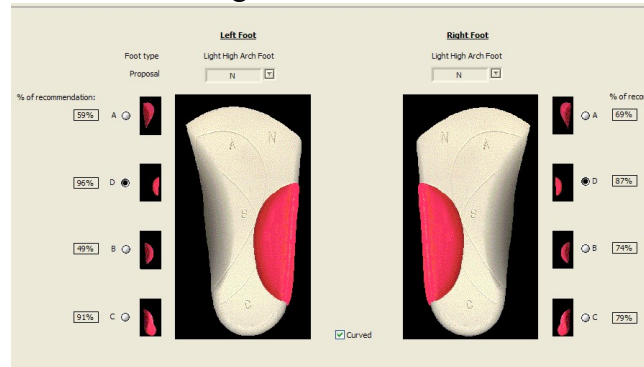 Left Foot
Right Foot
Foot type
Light High Arch Foot
Light High Arch Foot
Proposal
N
N
% of recommendation:
% of reco
59% A
A 69%
96% D
D 87%
49% B
B 74%
91% C
C 79%
A
N
S
C
N
A
S
C
Curved